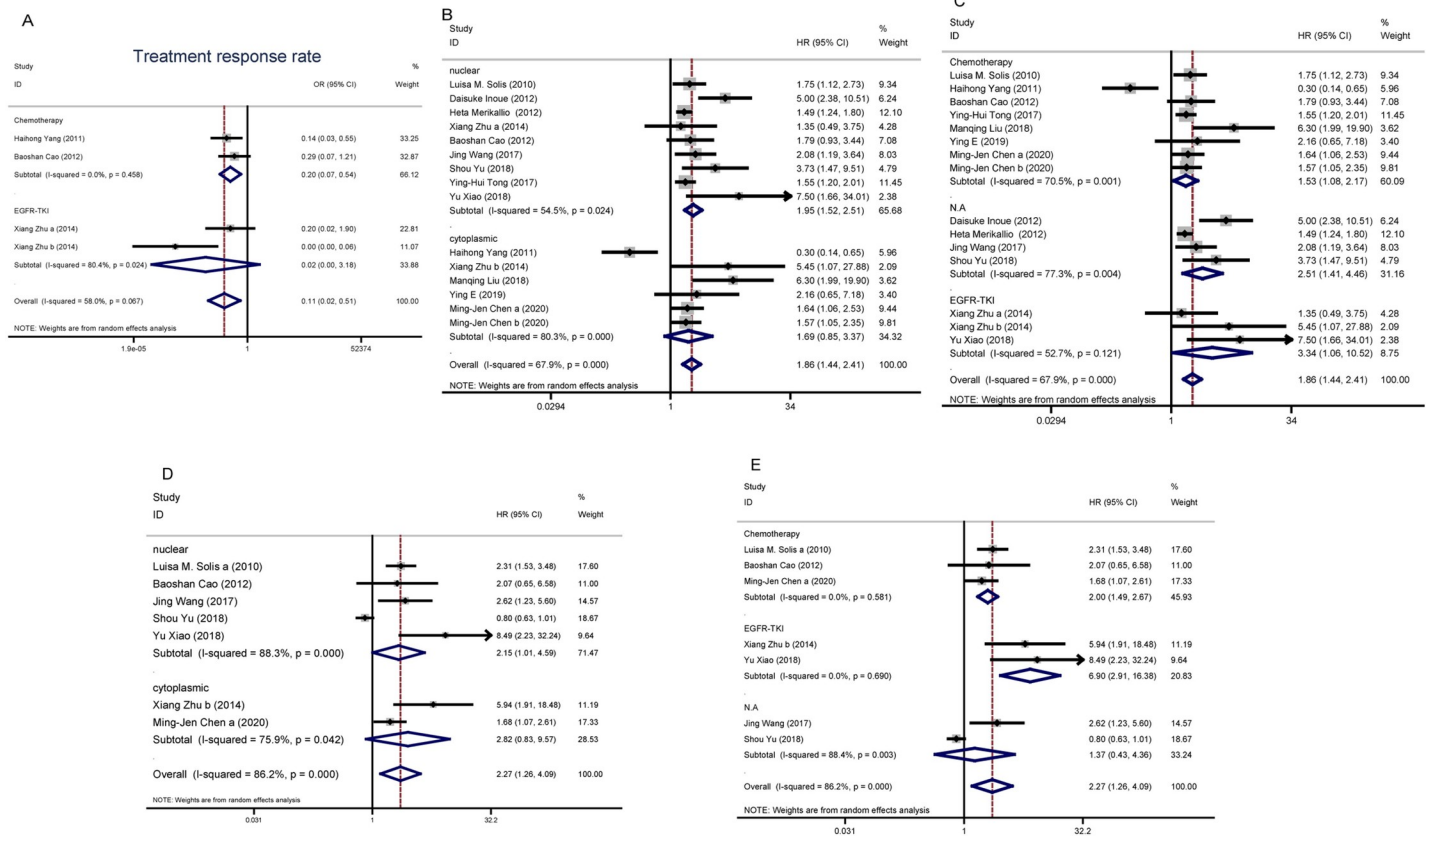 A
Treatment response rate
Study %
ID OR (95% CI) Weight
Chemotherapy
Haihong Yang (2011) 0.14 (0.03, 0.55) 33.25
Baoshan Cao (2012) 0.29 (0.07, 1.21) 32.87
Subtotal (I-squared = 0.0%, p = 0.458) 0.20 (0.07, 0.54) 66.12
.
EGFR-TKI
Xiang Zhu a (2014) 0.20 (0.02, 1.90) 22.81
Xiang Zhu b (2014) 0.00 (0.00, 0.06) 11.07
Subtotal (I-squared = 80.4%, p = 0.024) 0.02 (0.00, 3.18) 33.88
.
Overall (I-squared = 58.0%, p = 0.067) 0.11 (0.02, 0.51) 100.00
NOTE: Weights are from random effects analysis
1.9e-05 1 52374
B
Study %
ID HR (95% CI) Weight
nuclear
Luisa M. Solis (2010) 1.75 (1.12, 2.73) 9.34
Daisuke Inoue (2012) 5.00 (2.38, 10.51) 6.24
Heta Merikallio (2012) 1.49 (1.24, 1.80) 12.10
Xiang Zhu a (2014) 1.35 (0.49, 3.75) 4.28
Baoshan Cao (2012) 1.79 (0.93, 3.44) 7.08
Jing Wang (2017) 2.08 (1.19, 3.64) 8.03
Shou Yu (2018) 3.73 (1.47, 9.51) 4.79
Ying-Hui Tong (2017) 1.55 (1.20, 2.01) 11.45
Yu Xiao (2018) 7.50 (1.66, 34.01) 2.38
Subtotal (I-squared = 54.5%, p = 0.024) 1.95 (1.52, 2.51) 65.68
.
cytoplasmic
Haihong Yang (2011) 0.30 (0.14, 0.65) 5.96
Xiang Zhu b (2014) 5.45 (1.07, 27.88) 2.09
Manqing Liu (2018) 6.30 (1.99, 19.90) 3.62
Ying E (2019) 2.16 (0.65, 7.18) 3.40
Ming-Jen Chen a (2020) 1.64 (1.06, 2.53) 9.44
Ming-Jen Chen b (2020) 1.57 (1.05, 2.35) 9.81
Subtotal (I-squared = 80.3%, p = 0.000) 1.69 (0.85, 3.37) 34.32
.
Overall (I-squared = 67.9%, p = 0.000) 1.86 (1.44, 2.41) 100.00
NOTE: Weights are from random effects analysis
0.0294 1 34
C
Study %
ID HR (95% CI) Weight
Chemotherapy
Luisa M. Solis (2010) 1.75 (1.12, 2.73) 9.34
Haihong Yang (2011) 0.30 (0.14, 0.65) 5.96
Baoshan Cao (2012) 1.79 (0.93, 3.44) 7.08
Ying-Hui Tong (2017) 1.55 (1.20, 2.01) 11.45
Manqing Liu (2018) 6.30 (1.99, 19.90) 3.62
Ying E (2019) 2.16 (0.65, 7.18) 3.40
Ming-Jen Chen a (2020) 1.64 (1.06, 2.53) 9.44
Ming-Jen Chen b (2020) 1.57 (1.05, 2.35) 9.81
Subtotal (I-squared = 70.5%, p = 0.001) 1.53 (1.08, 2.17) 60.09
.
N.A
Daisuke Inoue (2012) 5.00 (2.38, 10.51) 6.24
Heta Merikallio (2012) 1.49 (1.24, 1.80) 12.10
Jing Wang (2017) 2.08 (1.19, 3.64) 8.03
Shou Yu (2018) 3.73 (1.47, 9.51) 4.79
Subtotal (I-squared = 77.3%, p = 0.004) 2.51 (1.41, 4.46) 31.16
.
EGFR-TKI
Xiang Zhu a (2014) 1.35 (0.49, 3.75) 4.28
Xiang Zhu b (2014) 5.45 (1.07, 27.88) 2.09
Yu Xiao (2018) 7.50 (1.66, 34.01) 2.38
Subtotal (I-squared = 52.7%, p = 0.121) 3.34 (1.06, 10.52) 8.75
.
Overall (I-squared = 67.9%, p = 0.000) 1.86 (1.44, 2.41) 100.00
NOTE: Weights are from random effects analysis
0.0294 1 34
D
Study %
ID HR (95% CI) Weight
nuclear
Luisa M. Solis a (2010) 2.31 (1.53, 3.48) 17.60
Baoshan Cao (2012) 2.07 (0.65, 6.58) 11.00
Jing Wang (2017) 2.62 (1.23, 5.60) 14.57
Shou Yu (2018) 0.80 (0.63, 1.01) 18.67
Yu Xiao (2018) 8.49 (2.23, 32.24) 9.64
Subtotal (I-squared = 88.3%, p = 0.000) 2.15 (1.01, 4.59) 71.47
.
cytoplasmic
Xiang Zhu b (2014) 5.94 (1.91, 18.48) 11.19
Ming-Jen Chen a (2020) 1.68 (1.07, 2.61) 17.33
Subtotal (I-squared = 75.9%, p = 0.042) 2.82 (0.83, 9.57) 28.53
.
Overall (I-squared = 86.2%, p = 0.000) 2.27 (1.26, 4.09) 100.00
NOTE: Weights are from random effects analysis
0.031 1 32.2
E
Study %
ID HR (95% CI) Weight
Chemotherapy
Luisa M. Solis a (2010) 2.31 (1.53, 3.48) 17.60
Baoshan Cao (2012) 2.07 (0.65, 6.58) 11.00
Ming-Jen Chen a (2020) 1.68 (1.07, 2.61) 17.33
Subtotal (I-squared = 0.0%, p = 0.581) 2.00 (1.49, 2.67) 45.93
.
EGFR-TKI
Xiang Zhu b (2014) 5.94 (1.91, 18.48) 11.19
Yu Xiao (2018) 8.49 (2.23, 32.24) 9.64
Subtotal (I-squared = 0.0%, p = 0.690) 6.90 (2.91, 16.38) 20.83
.
N.A
Jing Wang (2017) 2.62 (1.23, 5.60) 14.57
Shou Yu (2018) 0.80 (0.63, 1.01) 18.67
Subtotal (I-squared = 88.4%, p = 0.003) 1.37 (0.43, 4.36) 33.24
.
Overall (I-squared = 86.2%, p = 0.000) 2.27 (1.26, 4.09) 100.00
NOTE: Weights are from random effects analysis
0.031 1 32.2